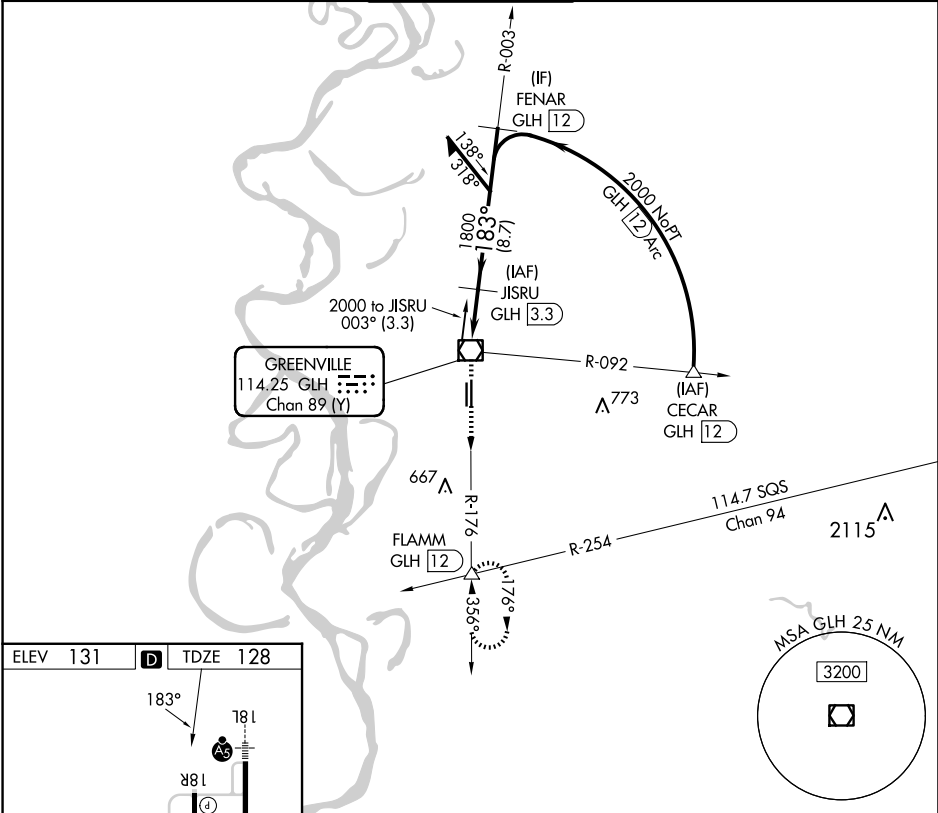 R-003
(IF)
FENAR
GLH 12
138°
318°
2000 NoPT
GLH 12 Arc
1800
183°
(8.7)
(IAF)
JISRU
GLH 3.3
2000 to JISRU
003° (3.3)
GREENVILLE
114.25 GLH
Chan 89 (Y)
R-092
(IAF)
CECAR
GLH 12
773
667
R-176
114.7 SQS
Chan 94
2115
R-254
FLAMM
GLH 12
356°
176°
MSA GLH 25 NM
3200
ELEV 131 D TDZE 128
183°
18L
A5
18R
P